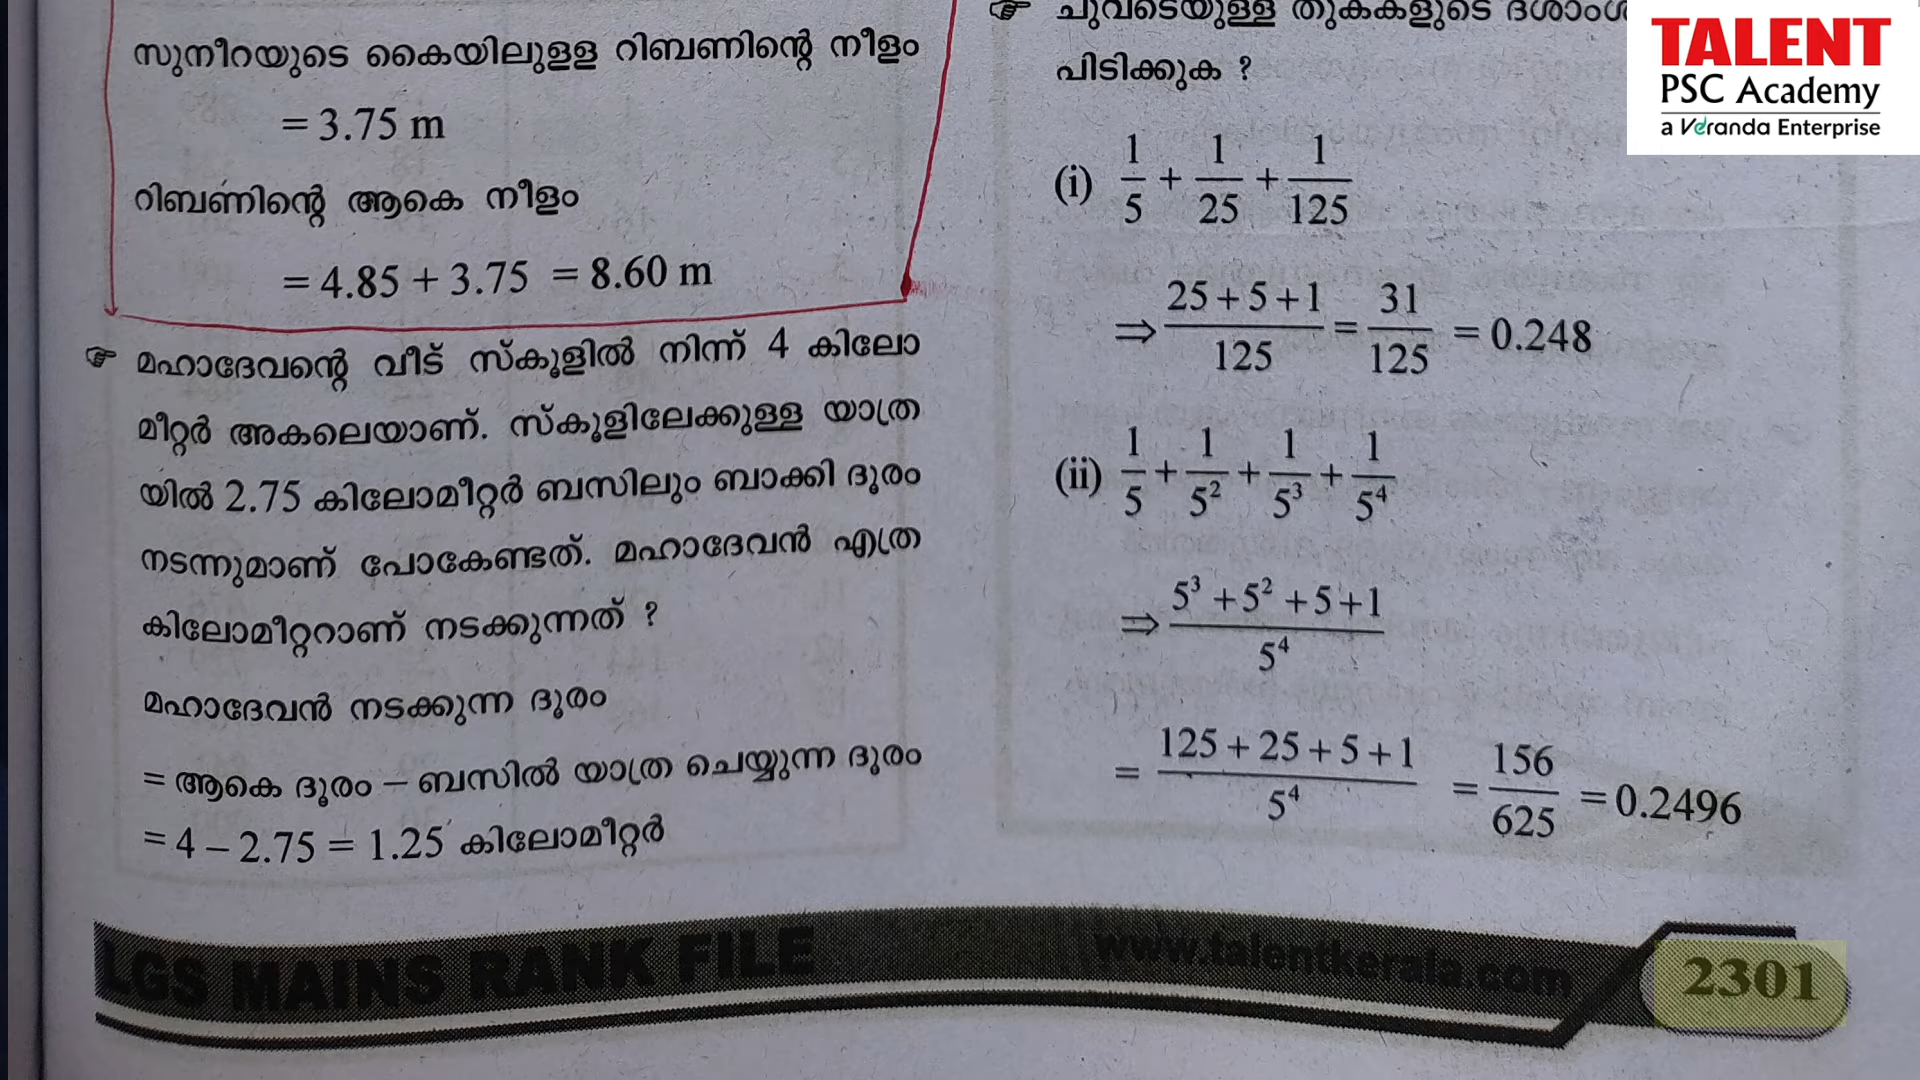 സുനീറയുടെ കൈയിലുളള റിബണിന്റെ നീളം
= 3.75 m
റിബണിന്റെ ആകെ നീളം
= 4.85 + 3.75 = 8.60 m
☞ മഹാദേവന്റെ വീട് സ്കൂളിൽ നിന്ന് 4 കിലോ
മീറ്റർ അകലെയാണ്. സ്കൂളിലേക്കുള്ള യാത്ര
യിൽ 2.75 കിലോമീറ്റർ ബസിലും ബാക്കി ദൂരം
നടന്നുമാണ് പോകേണ്ടത്. മഹാദേവൻ എത്ര
കിലോമീറ്ററാണ് നടക്കുന്നത് ?
മഹാദേവൻ നടക്കുന്ന ദൂരം
= ആകെ ദൂരം – ബസിൽ യാത്ര ചെയ്യുന്ന ദൂരം
= 4 – 2.75 = 1.25 കിലോമീറ്റർ
☞ ചുവടെയുള്ള തുകകളുടെ
പിടിക്കുക ?
(i) 1/5 + 1/25 + 1/125
⇒ (25 + 5 + 1)/125 = 31/125 = 0.248
(ii) 1/5 + 1/5² + 1/5³ + 1/5⁴
⇒ (5³ + 5² + 5 + 1)/5⁴
= (125 + 25 + 5 + 1)/5⁴ = 156/625 = 0.2496
TALENT
PSC Academy
a Veranda Enterprise
LGS MAINS RANK FILE
www.talentkerala.com
2301